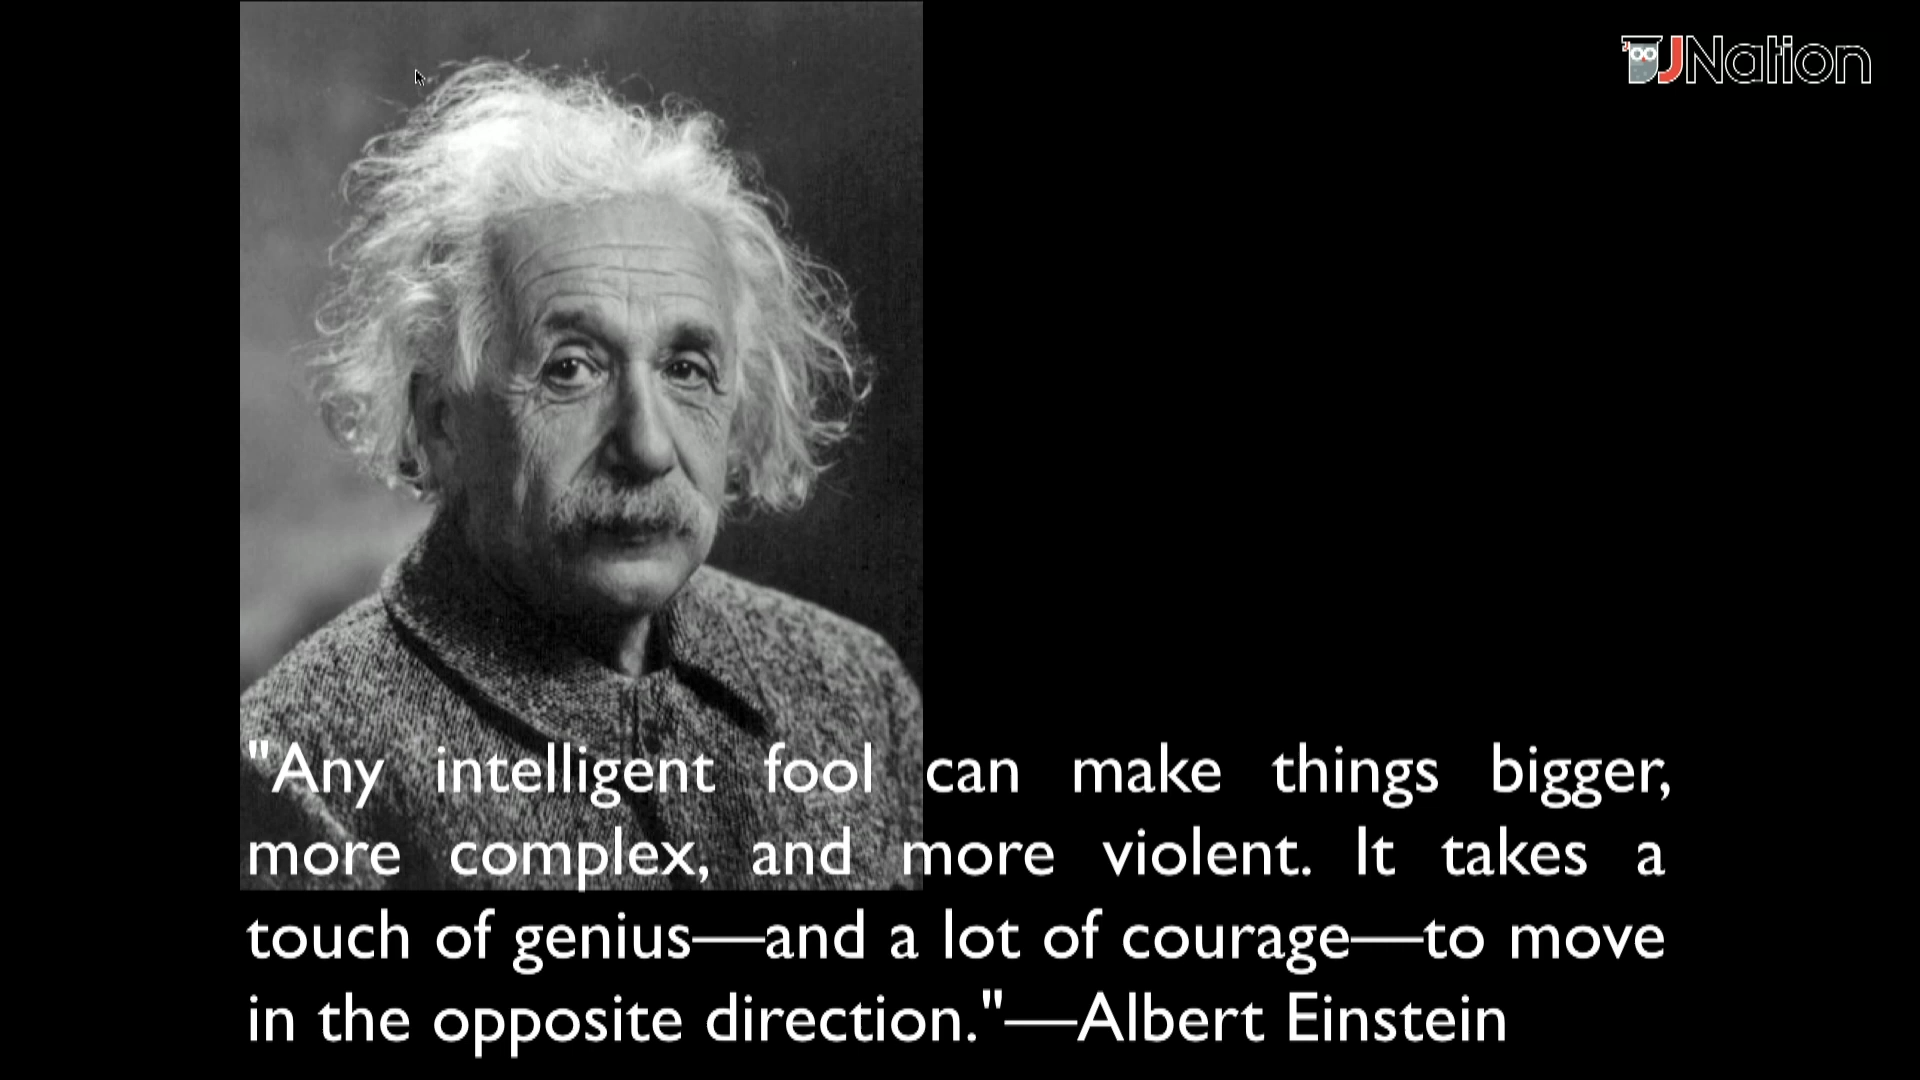 JNation
"Any intelligent fool can make things bigger,
more complex, and more violent. It takes a
touch of genius—and a lot of courage—to move
in the opposite direction."—Albert Einstein